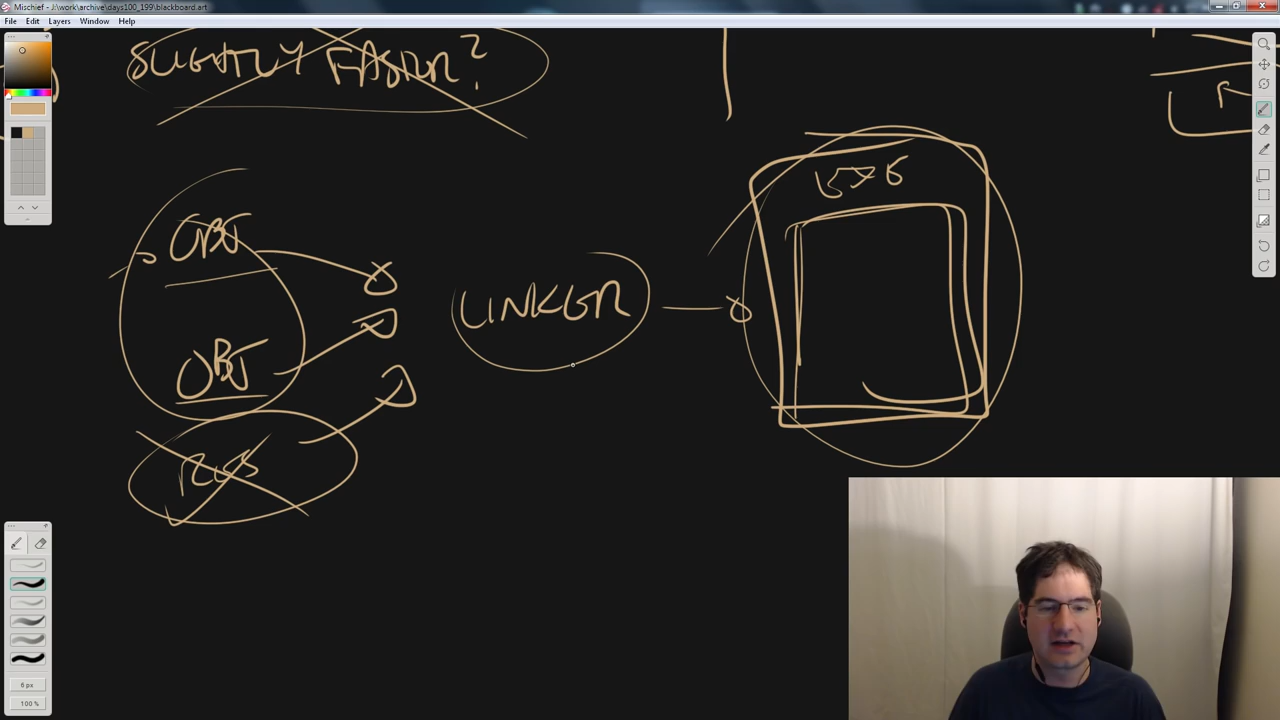 Mischief - J:\work\archive\days100_199\blackboard.art
File Edit Layers Window Help
SLIGHTLY FASTER?
OBJ
EXE
LINKER
OBJ
RES
6 px
100 %